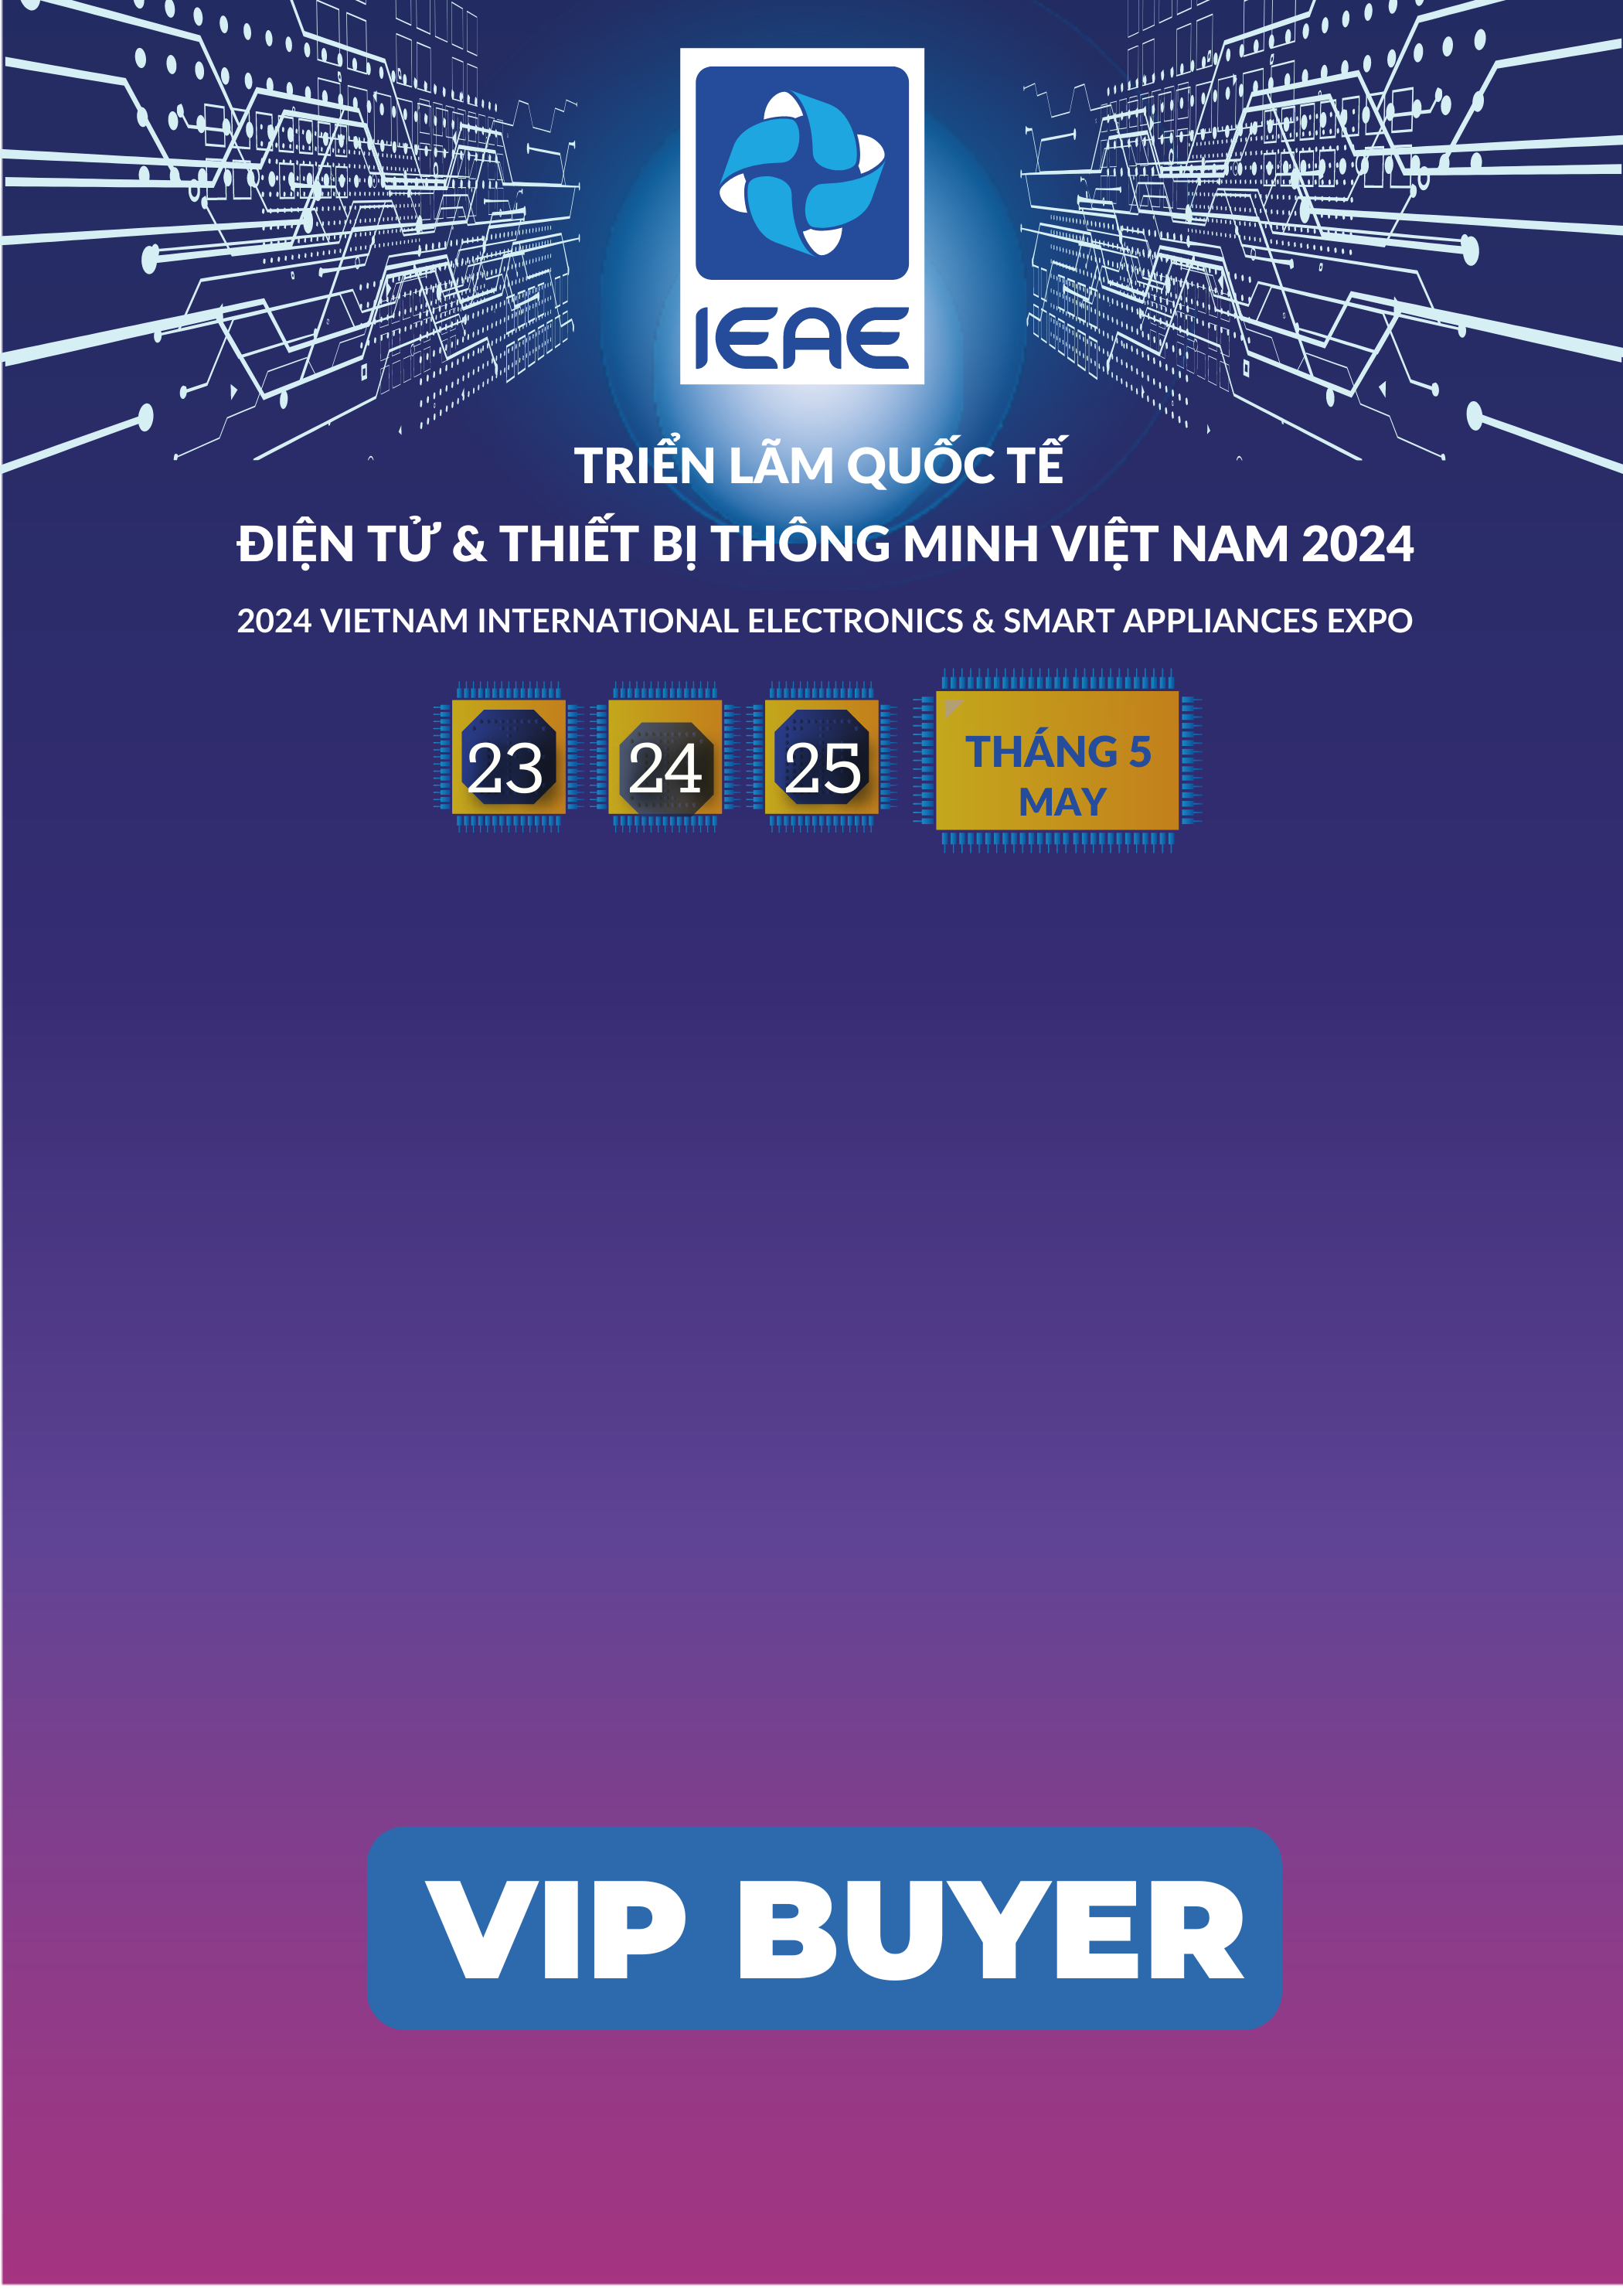 IEAE
TRIỂN LÃM QUỐC TẾ
ĐIỆN TỬ & THIẾT BỊ THÔNG MINH VIỆT NAM 2024
2024 VIETNAM INTERNATIONAL ELECTRONICS & SMART APPLIANCES EXPO
23 24 25 THÁNG 5
MAY
VIP BUYER